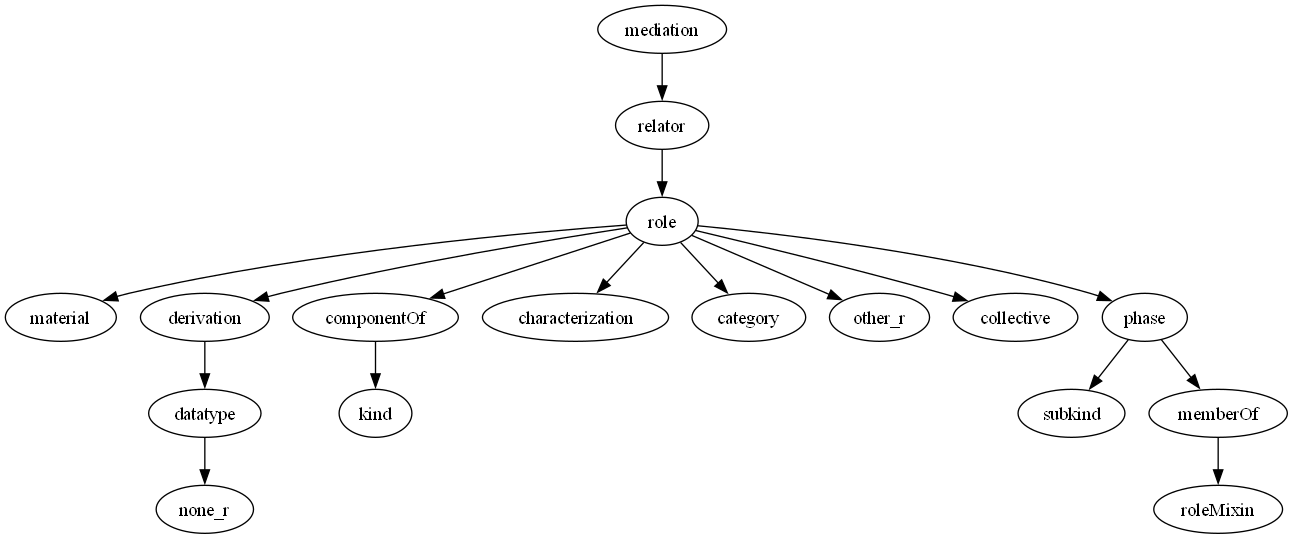 mediation
relator
role
material
derivation
componentOf
characterization
category
other_r
collective
phase
datatype
kind
subkind
memberOf
none_r
roleMixin